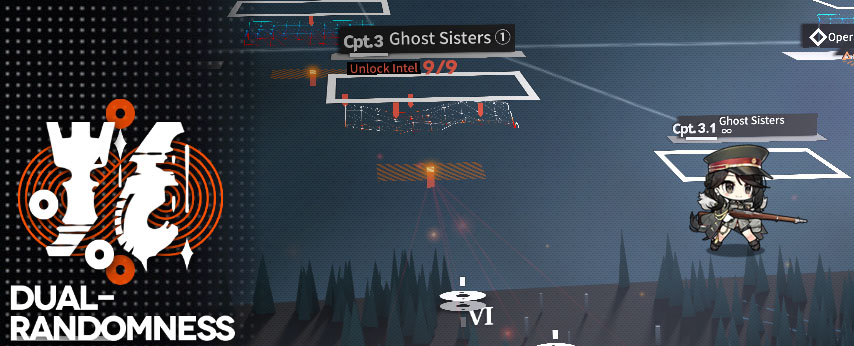 Cpt.3 Ghost Sisters ①
Unlock Intel 9/9
Oper
Cpt.3.1 Ghost Sisters
∞
VI
DUAL-
RANDOMNESS